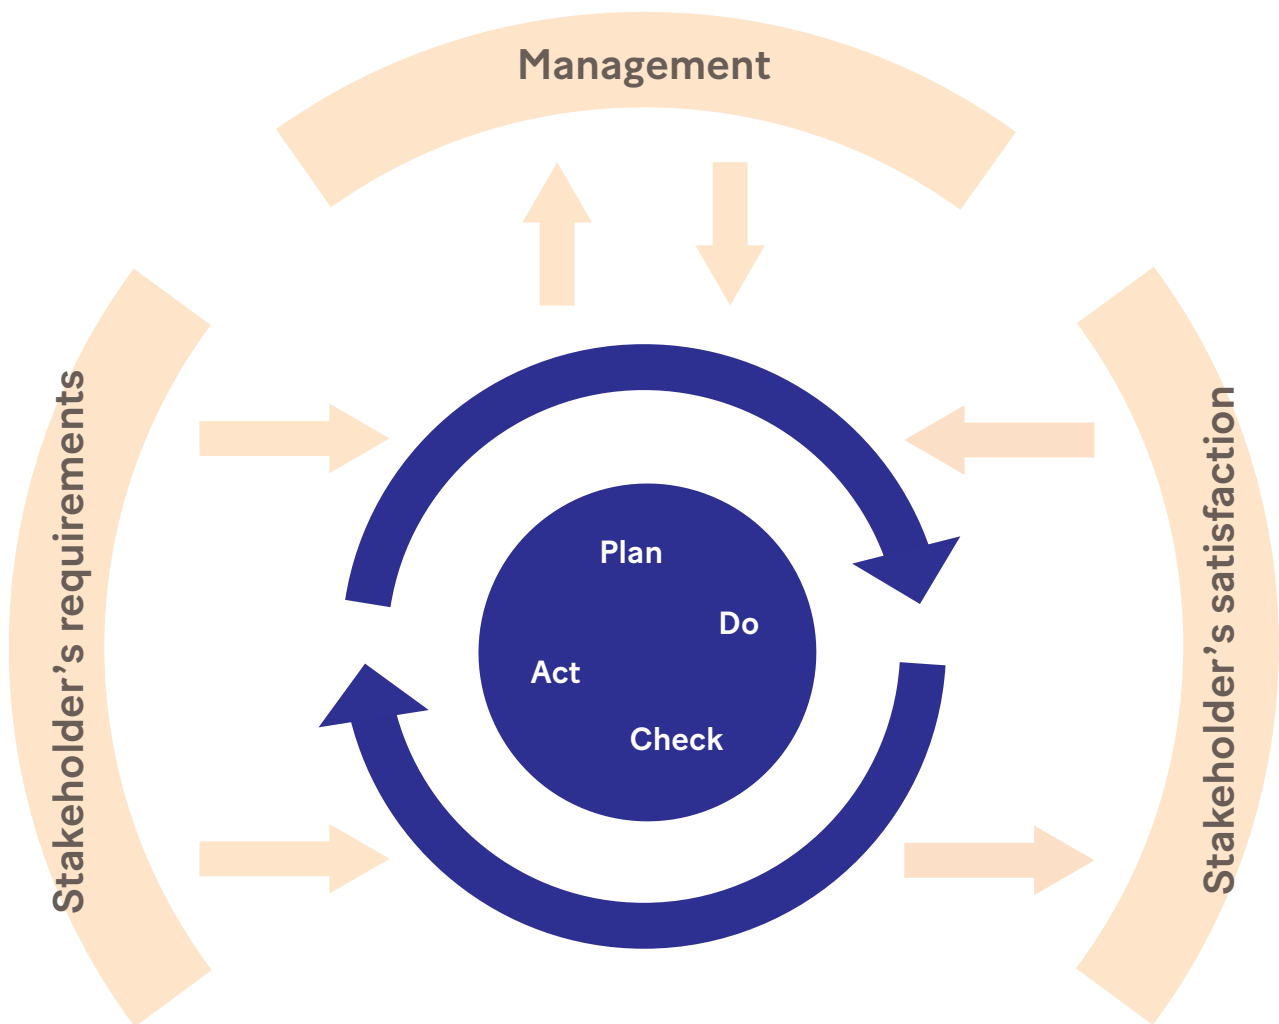 Management
Stakeholder’s requirements
Plan
Do
Act
Check
Stakeholder’s satisfaction